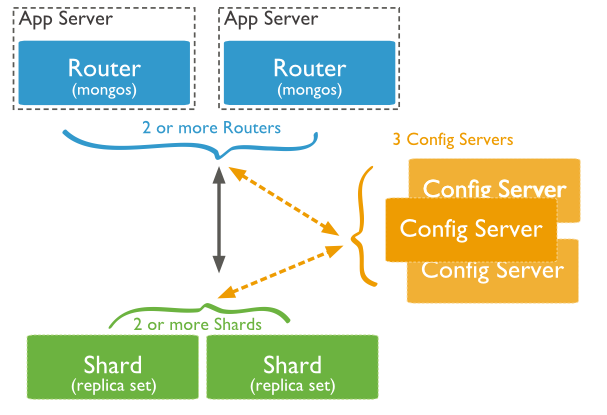 App Server
App Server
Router
(mongos)
Router
(mongos)
2 or more Routers
3 Config Servers
Config Server
Config Server
Config Server
2 or more Shards
Shard
(replica set)
Shard
(replica set)